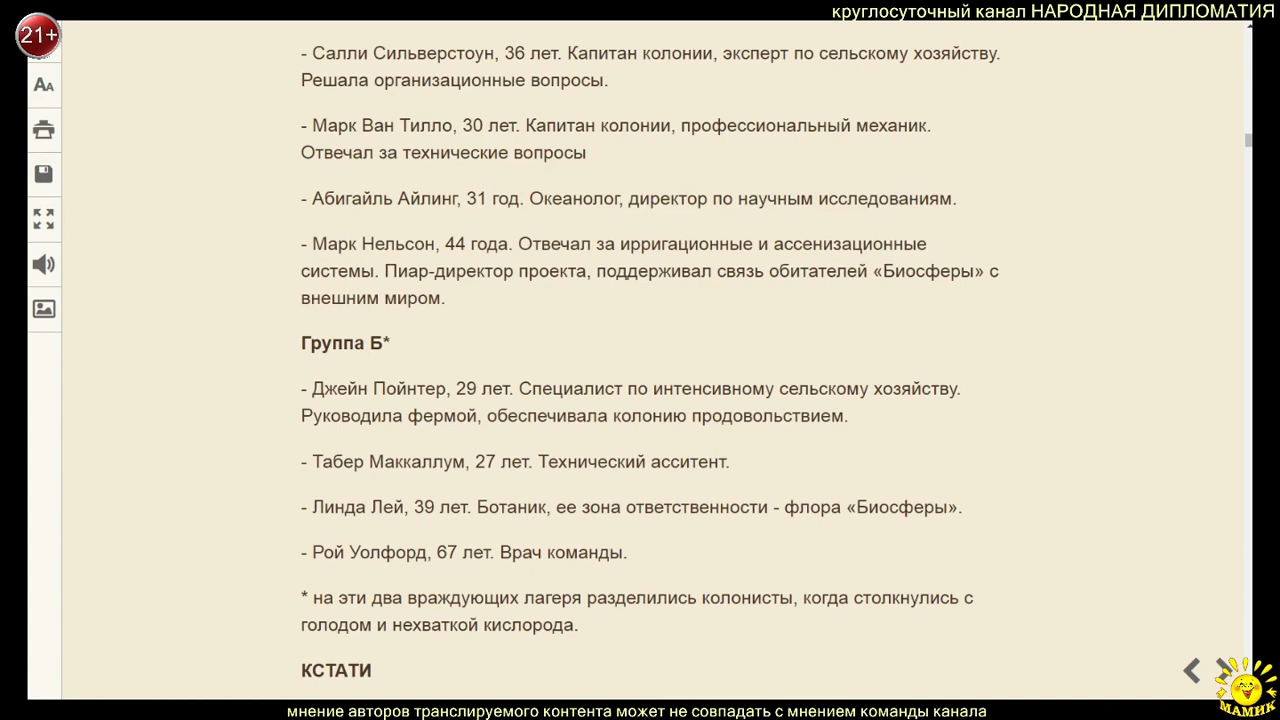 круглосуточный канал НАРОДНАЯ ДИПЛОМАТИЯ
21+
AA
- Салли Сильверстоун, 36 лет. Капитан колонии, эксперт по сельскому хозяйству.
Решала организационные вопросы.
- Марк Ван Тилло, 30 лет. Капитан колонии, профессиональный механик.
Отвечал за технические вопросы
- Абигайль Айлинг, 31 год. Океанолог, директор по научным исследованиям.
- Марк Нельсон, 44 года. Отвечал за ирригационные и ассенизационные
системы. Пиар-директор проекта, поддерживал связь обитателей «Биосферы» с
внешним миром.
Группа Б*
- Джейн Пойнтер, 29 лет. Специалист по интенсивному сельскому хозяйству.
Руководила фермой, обеспечивала колонию продовольствием.
- Табер Маккаллум, 27 лет. Технический асситент.
- Линда Лей, 39 лет. Ботаник, ее зона ответственности - флора «Биосферы».
- Рой Уолфорд, 67 лет. Врач команды.
* на эти два враждующих лагеря разделились колонисты, когда столкнулись с
голодом и нехваткой кислорода.
КСТАТИ
МАМИК
мнение авторов транслируемого контента может не совпадать с мнением команды канала